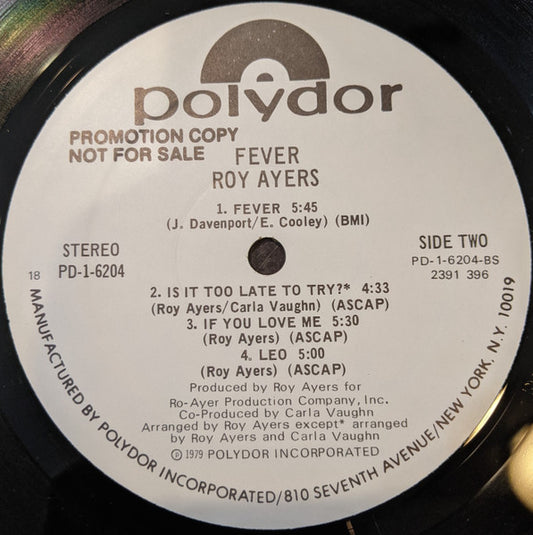 polydor
PROMOTION COPY
NOT FOR SALE
FEVER
ROY AYERS
1. FEVER 5:45
(J. Davenport/E. Cooley) (BMI)
STEREO
PD-1-6204
SIDE TWO
PD-1-6204-BS
2391 396
18
2. IS IT TOO LATE TO TRY?* 4:33
(Roy Ayers/Carla Vaughn) (ASCAP)
3. IF YOU LOVE ME 5:30
(Roy Ayers) (ASCAP)
4. LEO 5:00
(Roy Ayers) (ASCAP)
Produced by Roy Ayers for
Ro-Ayer Production Company, Inc.
Co-Produced by Carla Vaughn
Arranged by Roy Ayers except* arranged
by Roy Ayers and Carla Vaughn
℗ 1979 POLYDOR INCORPORATED
MANUFACTURED BY POLYDOR INCORPORATED/810 SEVENTH AVENUE/NEW YORK, N.Y. 10019